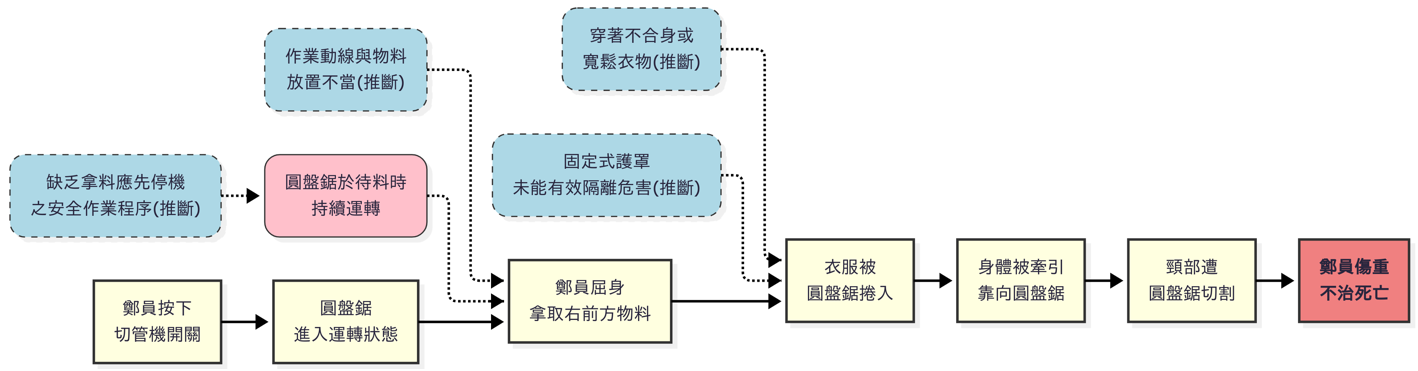 穿著不合身或
寬鬆衣物(推斷)
作業動線與物料
放置不當(推斷)
固定式護罩
未能有效隔離危害(推斷)
缺乏拿料應先停機
之安全作業程序(推斷)
圓盤鋸於待料時
持續運轉
鄭員按下
切管機開關
圓盤鋸
進入運轉狀態
鄭員屈身
拿取右前方物料
衣服被
圓盤鋸捲入
身體被牽引
靠向圓盤鋸
頸部遭
圓盤鋸切割
鄭員傷重
不治死亡